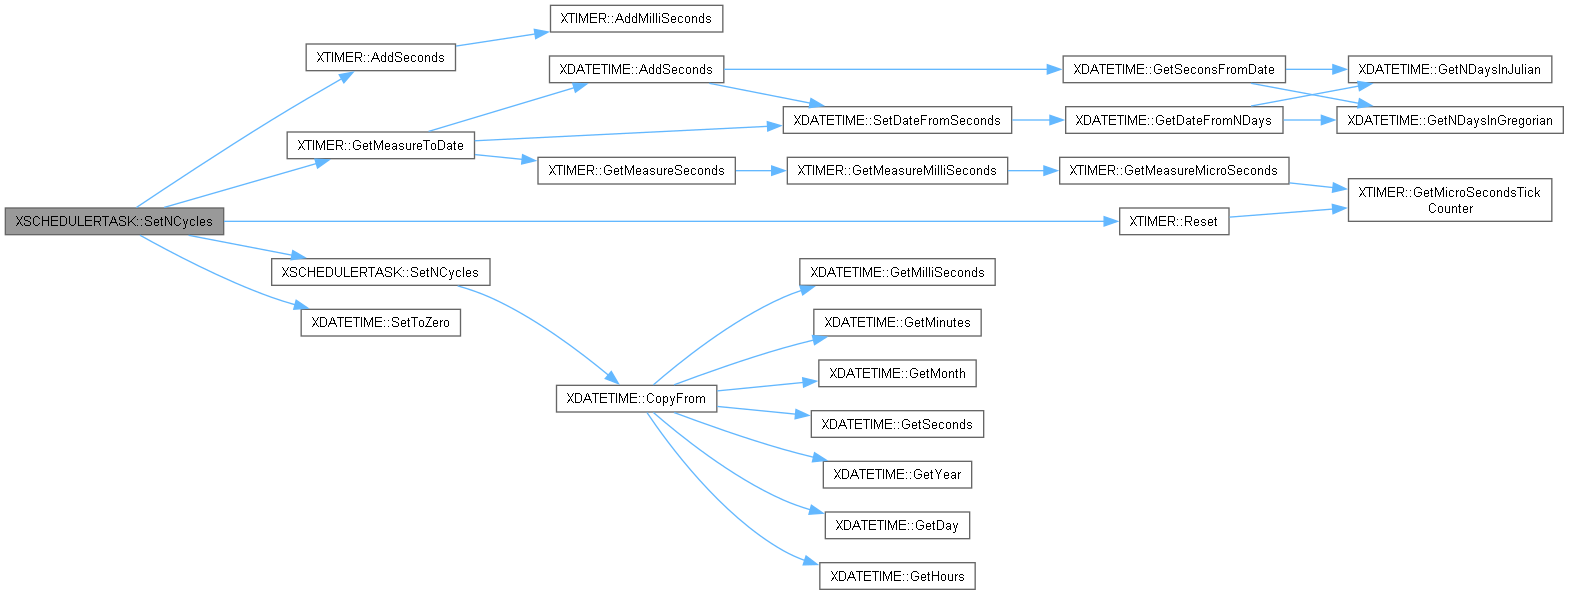 XTIMER::AddMilliSeconds
XTIMER::AddSeconds
XDATETIME::AddSeconds
XDATETIME::GetSeconsFromDate
XDATETIME::GetNDaysInJulian
XDATETIME::SetDateFromSeconds
XDATETIME::GetDateFromNDays
XDATETIME::GetNDaysInGregorian
XTIMER::GetMeasureToDate
XTIMER::GetMeasureSeconds
XTIMER::GetMeasureMilliSeconds
XTIMER::GetMeasureMicroSeconds
XTIMER::GetMicroSecondsTick
Counter
XSCHEDULERTASK::SetNCycles
XTIMER::Reset
XSCHEDULERTASK::SetNCycles
XDATETIME::GetMilliSeconds
XDATETIME::SetToZero
XDATETIME::GetMinutes
XDATETIME::GetMonth
XDATETIME::CopyFrom
XDATETIME::GetSeconds
XDATETIME::GetYear
XDATETIME::GetDay
XDATETIME::GetHours